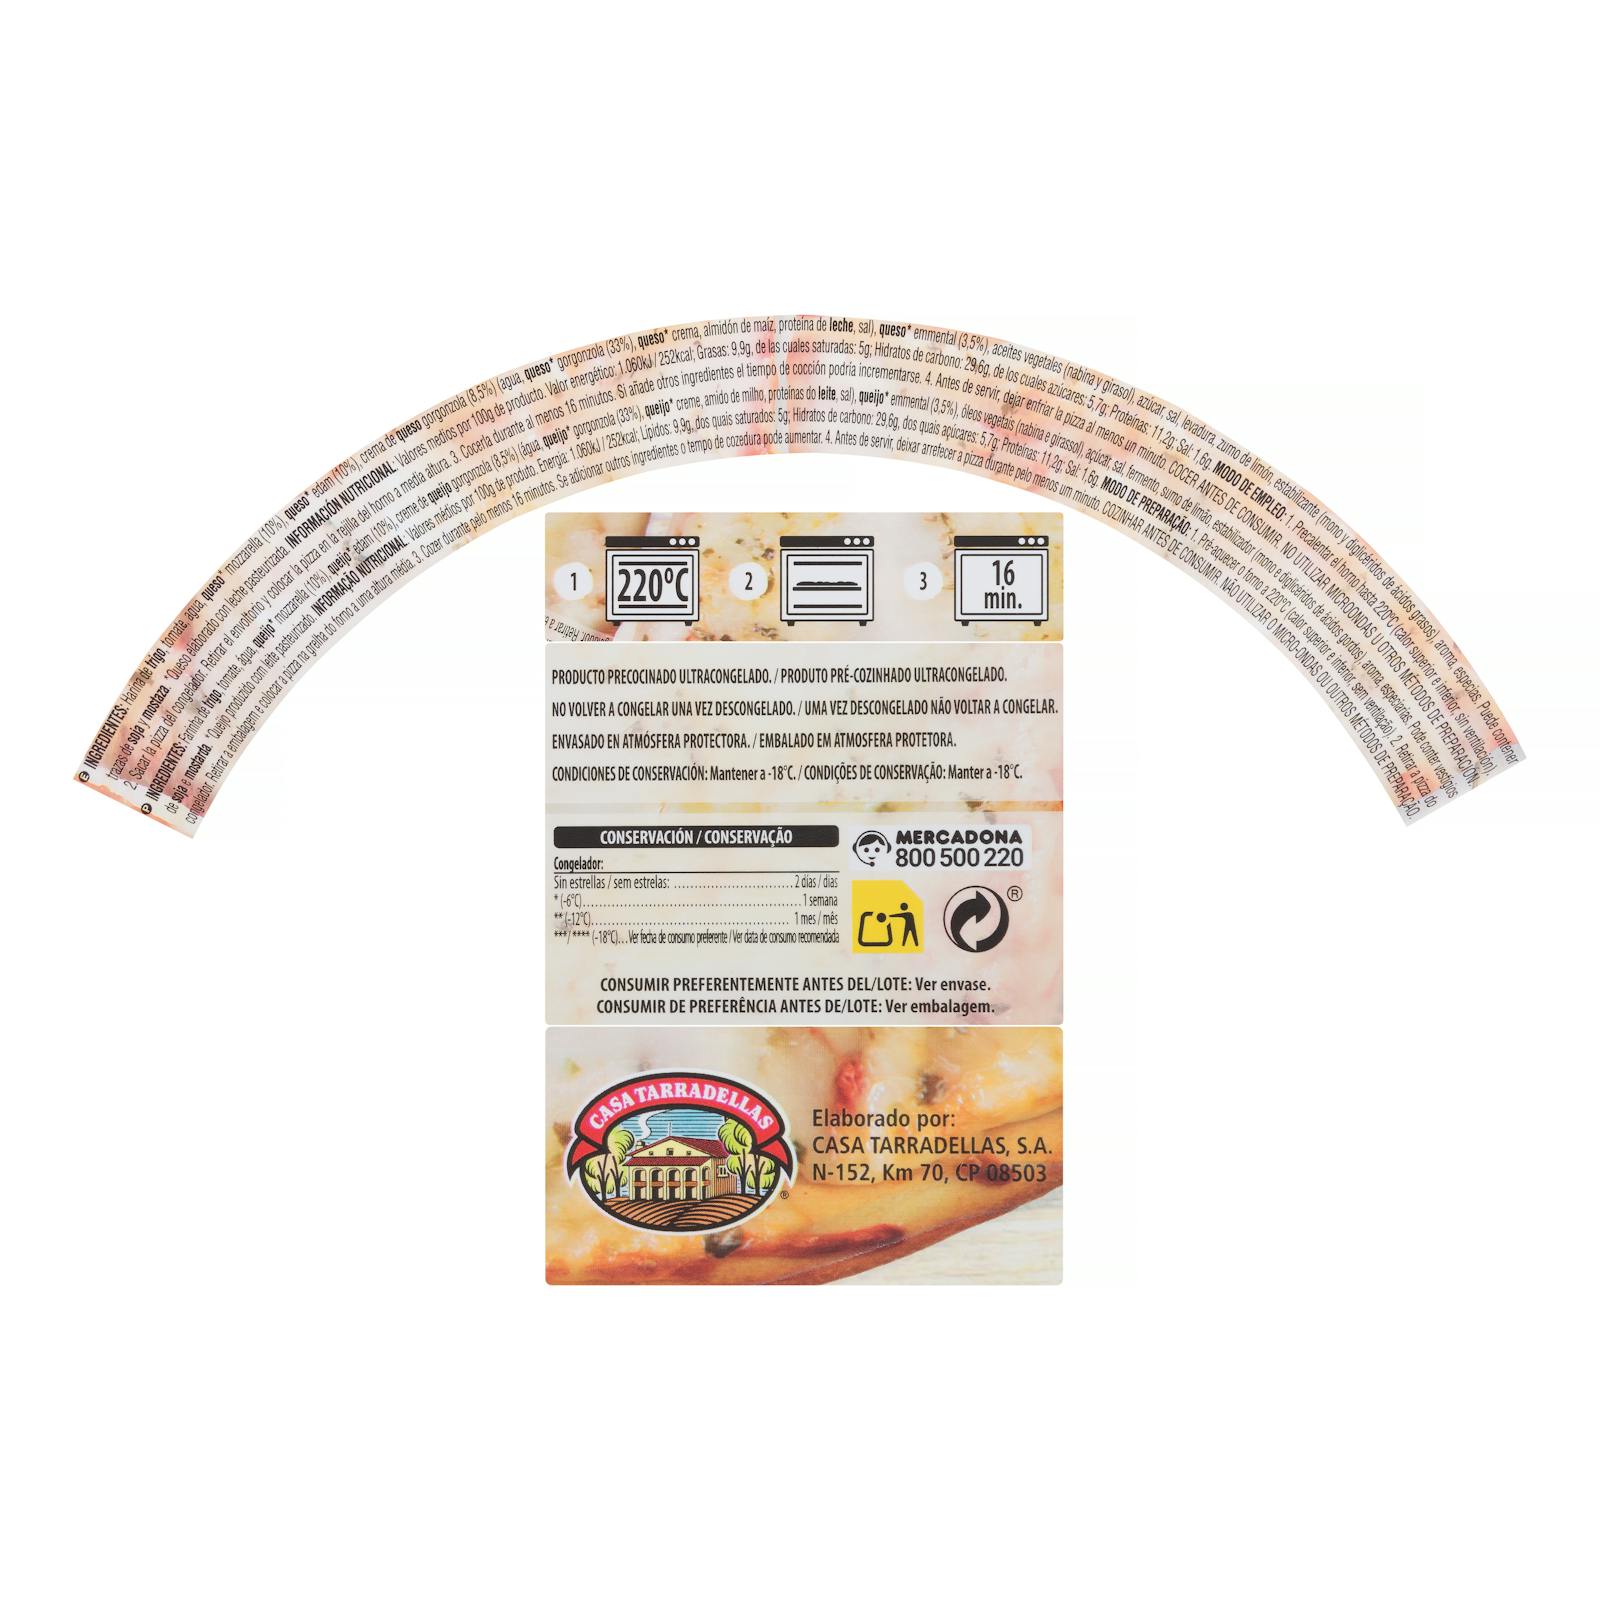 E INGREDIENTES: Harina de trigo, tomate, agua, queso* mozzarella (10%), queso* edam (10%), crema de queso gorgonzola (8,5%) (agua, queso* gorgonzola (33%), queso* crema, almidón de maíz, proteína de leche, sal), queso* emmental (3,5%), aceites vegetales (nabina y girasol), azúcar, sal, levadura, zumo de limón, estabilizante (mono y diglicéridos de ácidos grasos), aroma, especias. Puede contener
trazas de soja y mostaza. *Queso elaborado con leche pasteurizada. INFORMACIÓN NUTRICIONAL: Valores medios por 100g de producto. Valor energético: 1.060kJ / 252kcal; Grasas: 9,9g, de las cuales saturadas: 5g; Hidratos de carbono: 29,6g, de los cuales azúcares: 5,7g; Proteínas: 11,2g; Sal: 1,6g. MODO DE EMPLEO: 1. Precalentar el horno hasta 220°C (calor superior e inferior, sin ventilación).
2. Sacar la pizza del congelador. Retirar el envoltorio y colocar la pizza en la rejilla del horno a media altura. 3. Cocerla durante al menos 16 minutos. Si añade otros ingredientes el tiempo de cocción podría incrementarse. 4. Antes de servir, dejar enfriar la pizza al menos un minuto. COCER ANTES DE CONSUMIR. NO UTILIZAR MICROONDAS U OTROS MÉTODOS DE PREPARACIÓN.
P INGREDIENTES: Farinha de trigo, tomate, água, queijo* mozzarella (10%), queijo* edam (10%), creme de queijo gorgonzola (8,5%) (água, queijo* gorgonzola (33%), queijo* creme, amido de milho, proteínas do leite, sal), queijo* emmental (3,5%), óleos vegetais (nabina e girassol), açúcar, sal, fermento, sumo de limão, estabilizador (mono e diglicerídeos de ácidos gordos), aroma, especiarias. Pode conter vestígios
de soja e mostarda. *Queijo produzido com leite pasteurizado. INFORMAÇÃO NUTRICIONAL: Valores médios por 100g de produto. Energia: 1.060kJ / 252kcal; Lípidos: 9,9g, dos quais saturados: 5g; Hidratos de carbono: 29,6g, dos quais açúcares: 5,7g; Proteínas: 11,2g; Sal: 1,6g. MODO DE PREPARAÇÃO: 1. Pré-aquecer o forno a 220°C (calor superior e inferior, sem ventilação). 2. Retirar a pizza do
congelador. Retirar a embalagem e colocar a pizza na grelha do forno a uma altura média. 3. Cozer durante pelo menos 16 minutos. Se adicionar outros ingredientes o tempo de cozedura pode aumentar. 4. Antes de servir, deixar arrefecer a pizza durante pelo menos um minuto. COZINHAR ANTES DE CONSUMIR. NÃO UTILIZAR O MICRO-ONDAS OU OUTROS MÉTODOS DE PREPARAÇÃO.
1 220°C 2 3 16 min.
Retirar a e
PRODUCTO PRECOCINADO ULTRACONGELADO. / PRODUTO PRÉ-COZINHADO ULTRACONGELADO.
NO VOLVER A CONGELAR UNA VEZ DESCONGELADO. / UMA VEZ DESCONGELADO NÃO VOLTAR A CONGELAR.
ENVASADO EN ATMÓSFERA PROTECTORA. / EMBALADO EM ATMOSFERA PROTETORA.
CONDICIONES DE CONSERVACIÓN: Mantener a -18°C. / CONDIÇÕES DE CONSERVAÇÃO: Manter a -18°C.
CONSERVACIÓN / CONSERVAÇÃO
Congelador:
Sin estrellas / sem estrelas: ............................ 2 días / dias
* (-6°C)................................................... 1 semana
** (-12°C)............................................. 1 mes / mês
***/ **** (-18°C)... Ver fecha de consumo preferente / Ver data de consumo recomendada
MERCADONA
800 500 220
®
CONSUMIR PREFERENTEMENTE ANTES DEL/LOTE: Ver envase.
CONSUMIR DE PREFERÊNCIA ANTES DE/LOTE: Ver embalagem.
CASA TARRADELLAS
®
Elaborado por:
CASA TARRADELLAS, S.A.
N-152, Km 70, CP 08503